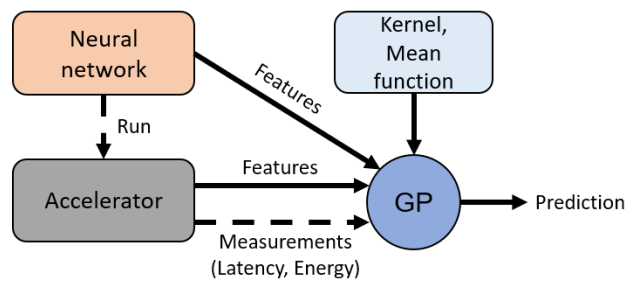 Neural
network
Kernel,
Mean
function
Features
Run
Accelerator
Features
GP
Prediction
Measurements
(Latency, Energy)